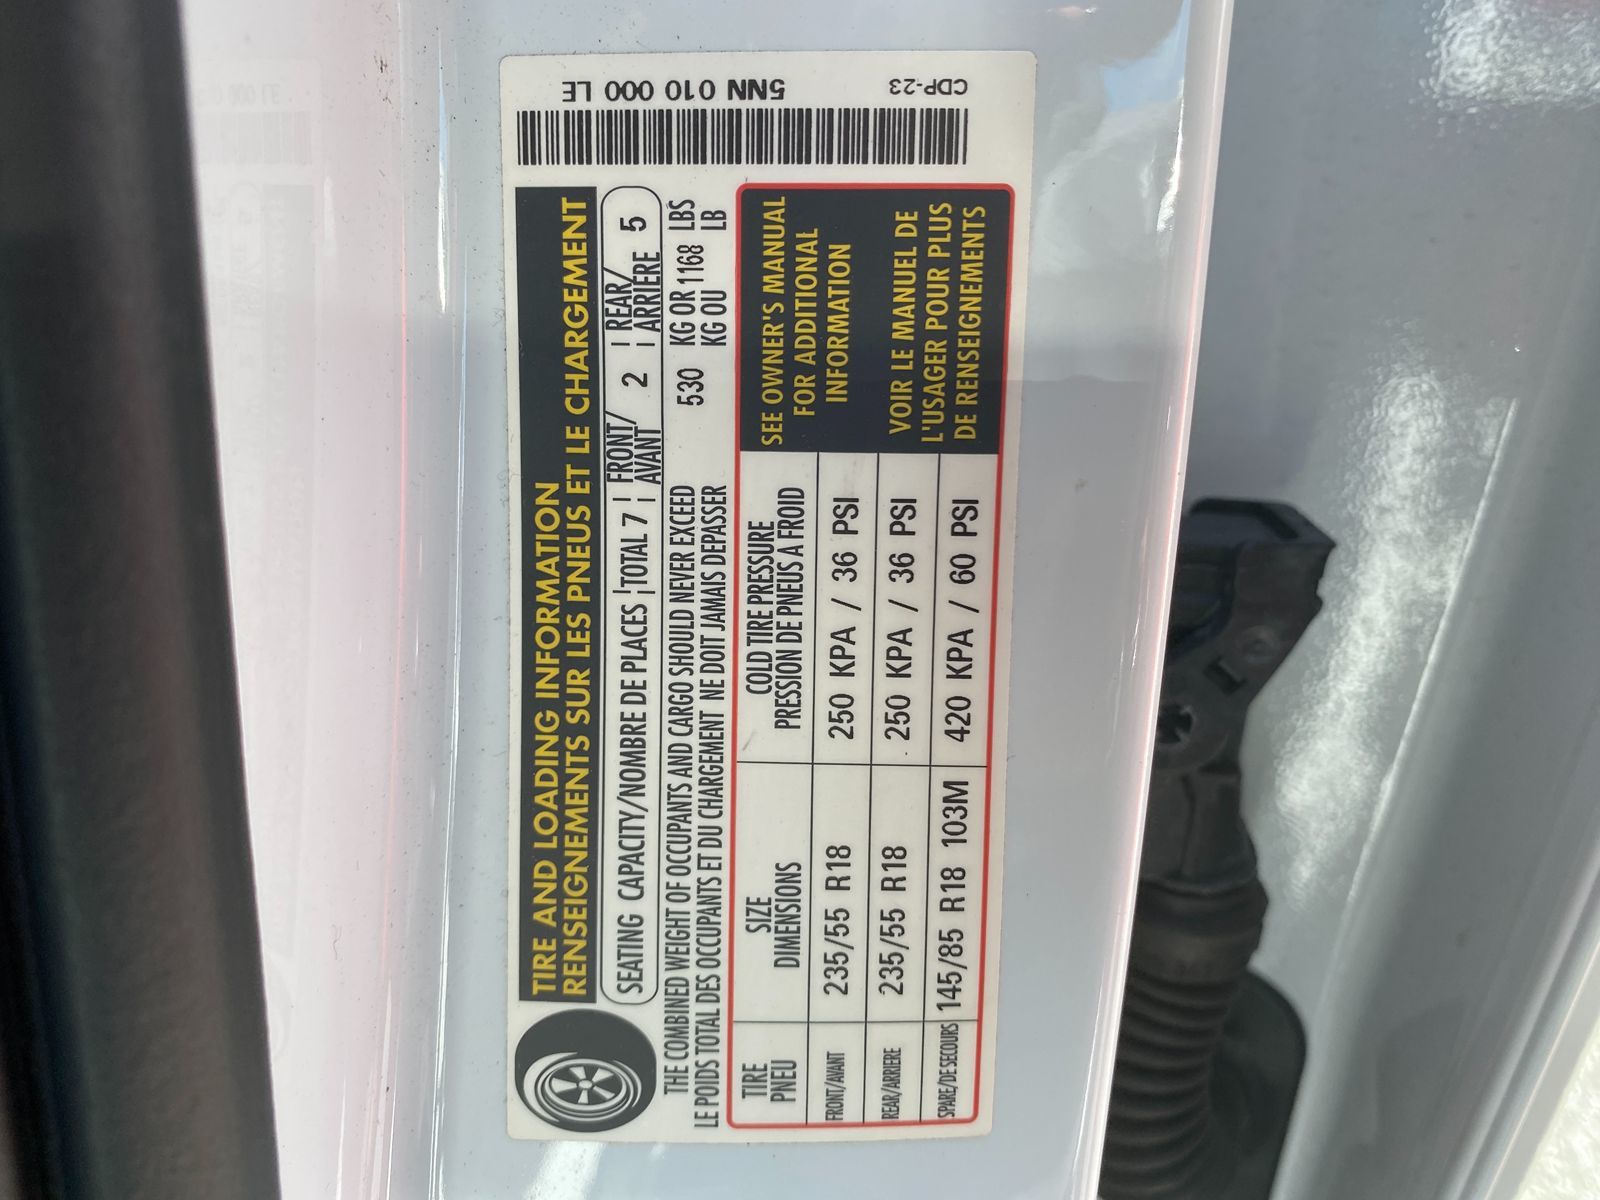 TIRE AND LOADING INFORMATION
RENSEIGNEMENTS SUR LES PNEUS ET LE CHARGEMENT
SEATING CAPACITY/NOMBRE DE PLACES | TOTAL 7 | FRONT/AVANT 2 | REAR/ARRIÈRE 5
THE COMBINED WEIGHT OF OCCUPANTS AND CARGO SHOULD NEVER EXCEED 530 KG OR 1168 LBS
LE POIDS TOTAL DES OCCUPANTS ET DU CHARGEMENT NE DOIT JAMAIS DEPASSER KG OU LB
TIRE SIZE COLD TIRE PRESSURE
PNEU DIMENSIONS PRESSION DE PNEUS A FROID
FRONT/AVANT 235/55 R18 250 KPA / 36 PSI
REAR/ARRIERE 235/55 R18 250 KPA / 36 PSI
SPARE/DE SECOURS 145/85 R18 103M 420 KPA / 60 PSI
SEE OWNER'S MANUAL
FOR ADDITIONAL
INFORMATION
VOIR LE MANUEL DE
L'USAGER POUR PLUS
DE RENSEIGNEMENTS
5NN 010 000 LE
CDP-23